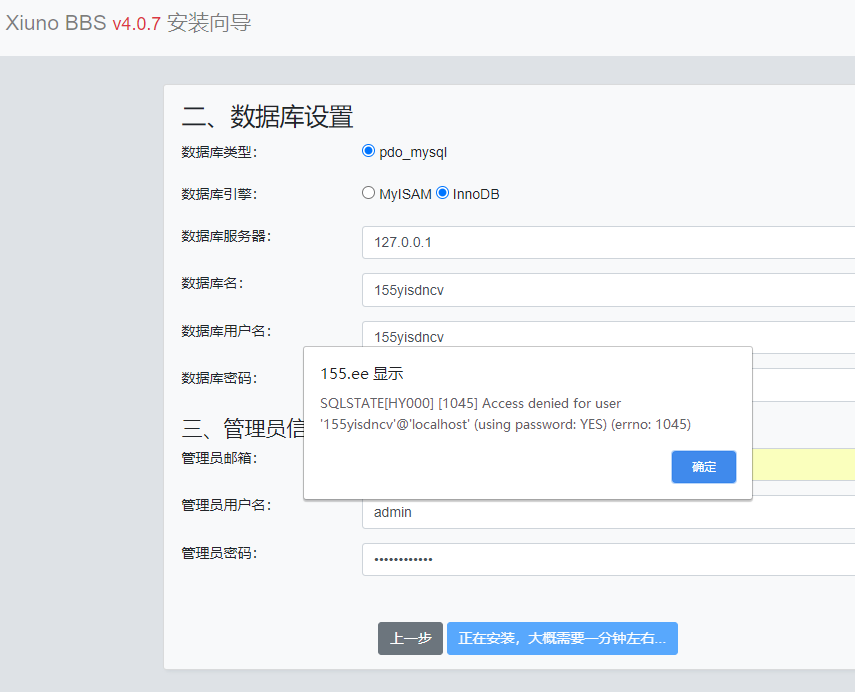 Xiuno BBS v4.0.7 安装向导
二、数据库设置
数据库类型： pdo_mysql
数据库引擎： MyISAM InnoDB
数据库服务器： 127.0.0.1
数据库名： 155yisdncv
数据库用户名： 155yisdncv
数据库密码：
155.ee 显示
SQLSTATE[HY000] [1045] Access denied for user
'155yisdncv'@'localhost' (using password: YES) (errno: 1045)
确定
三、管理员信
管理员邮箱：
管理员用户名： admin
管理员密码： ••••••••••••
上一步 正在安装，大概需要一分钟左右...